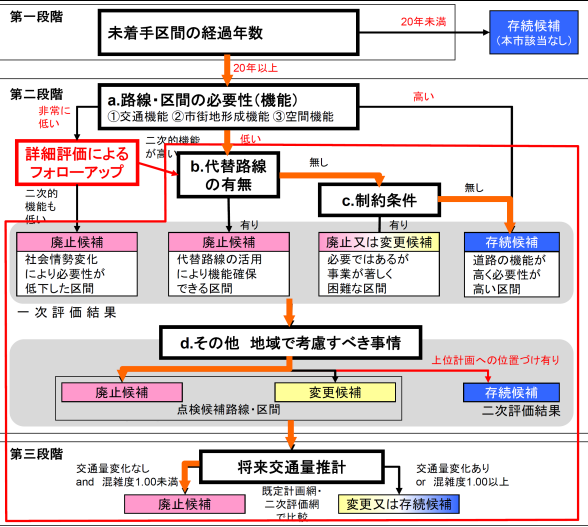 第一段階
未着手区間の経過年数
20年未満
存続候補
(本市該当なし)
20年以上
第二段階
a.路線・区間の必要性(機能)
①交通機能 ②市街地形成機能 ③空間機能
非常に
低い
高い
二次的機能
が高い
低い
詳細評価による
フォローアップ
b.代替路線
の有無
無し
二次的
機能も
低い
c.制約条件
無し
有り
有り
廃止候補
社会情勢変化
により必要性が
低下した区間
廃止候補
代替路線の活用
により機能確保
できる区間
廃止又は変更候補
必要ではあるが
事業が著しく
困難な区間
存続候補
道路の機能が
高く必要性が
高い区間
一次評価結果
d.その他 地域で考慮すべき事情
上位計画への位置づけ有り
廃止候補
変更候補
存続候補
点検候補路線・区間
二次評価結果
第三段階
将来交通量推計
交通量変化なし
and 混雑度1.00未満
交通量変化あり
or 混雑度1.00以上
廃止候補
既定計画網・
二次評価網
で比較
変更又は存続候補